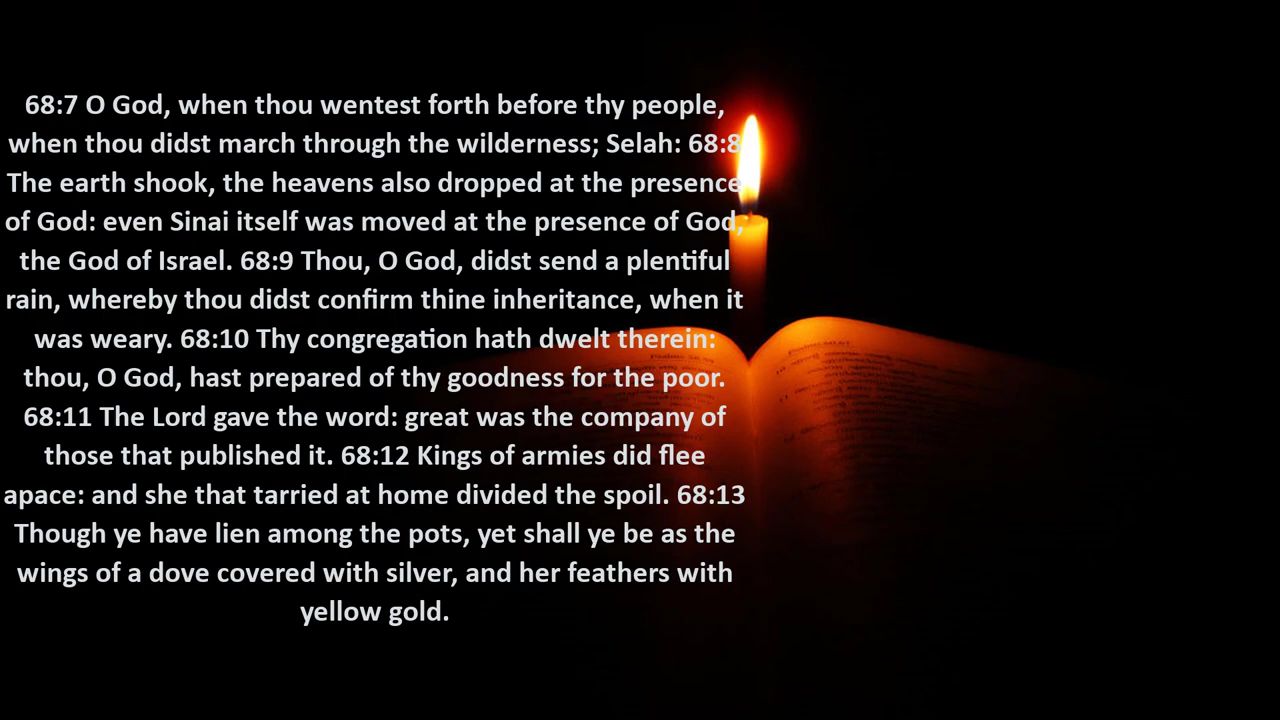 68:7 O God, when thou wentest forth before thy people,
when thou didst march through the wilderness; Selah: 68:8
The earth shook, the heavens also dropped at the presence
of God: even Sinai itself was moved at the presence of God,
the God of Israel. 68:9 Thou, O God, didst send a plentiful
rain, whereby thou didst confirm thine inheritance, when it
was weary. 68:10 Thy congregation hath dwelt therein:
thou, O God, hast prepared of thy goodness for the poor.
68:11 The Lord gave the word: great was the company of
those that published it. 68:12 Kings of armies did flee
apace: and she that tarried at home divided the spoil. 68:13
Though ye have lien among the pots, yet shall ye be as the
wings of a dove covered with silver, and her feathers with
yellow gold.